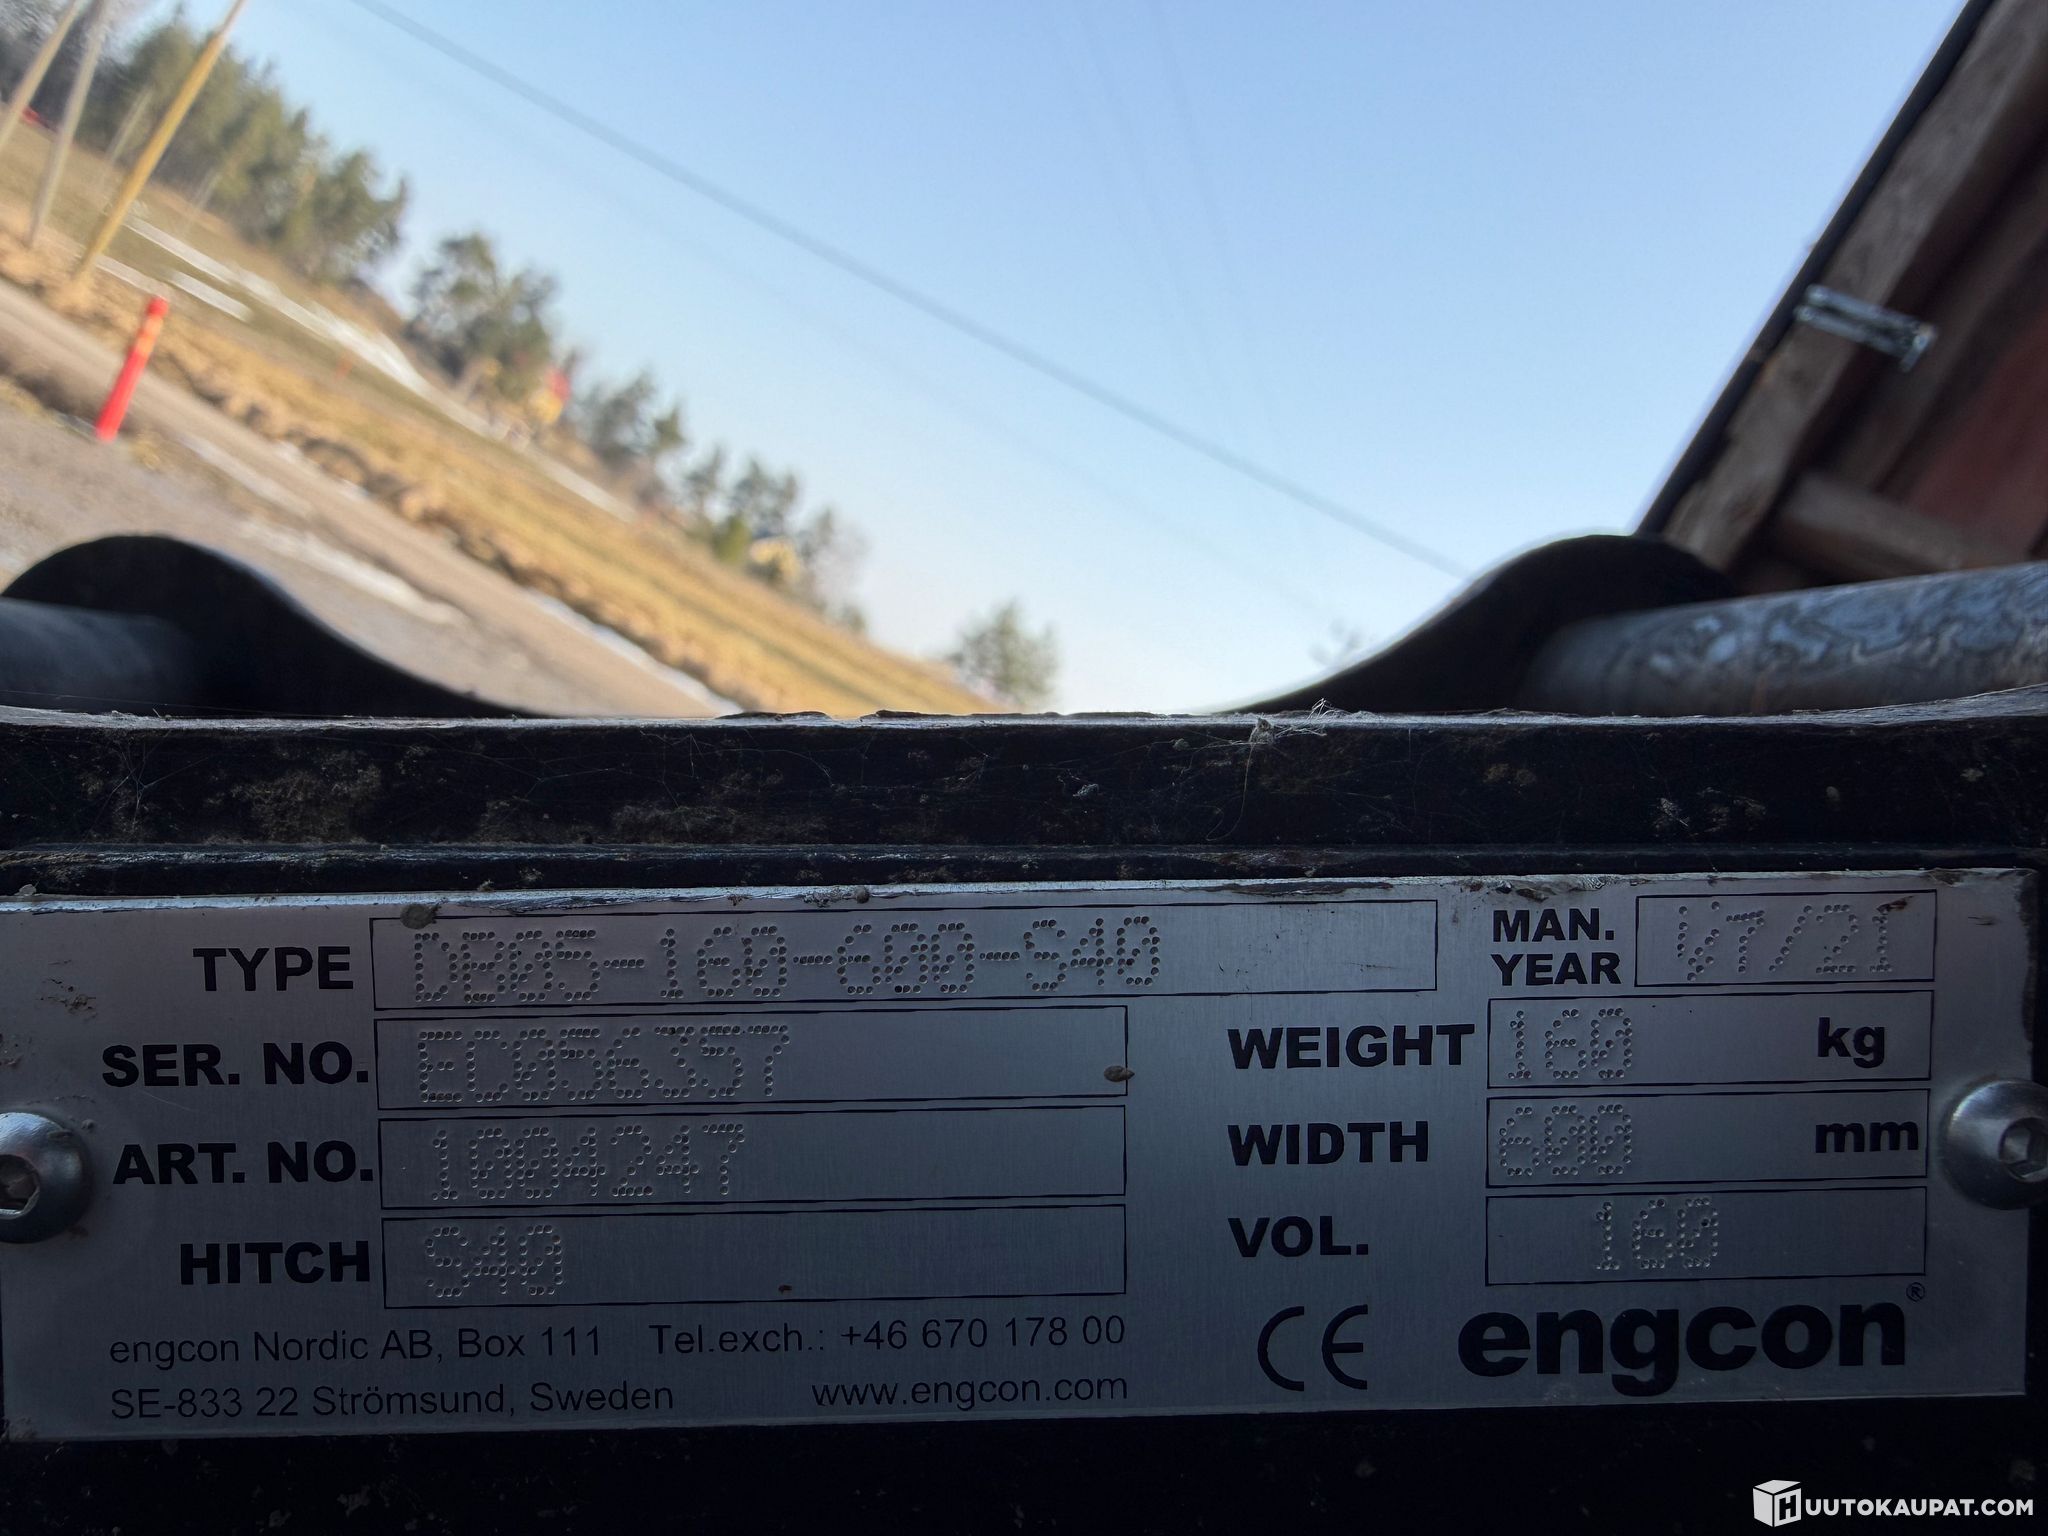 TYPE DB05-160-600-S40
MAN. YEAR V7/21
SER. NO. EC056357
WEIGHT 160 kg
ART. NO. 1004247
WIDTH 600 mm
HITCH S40
VOL. 160
engcon Nordic AB, Box 111 Tel.exch.: +46 670 178 00
SE-833 22 Strömsund, Sweden www.engcon.com
CE engcon®
HUUTOKAUPAT.COM